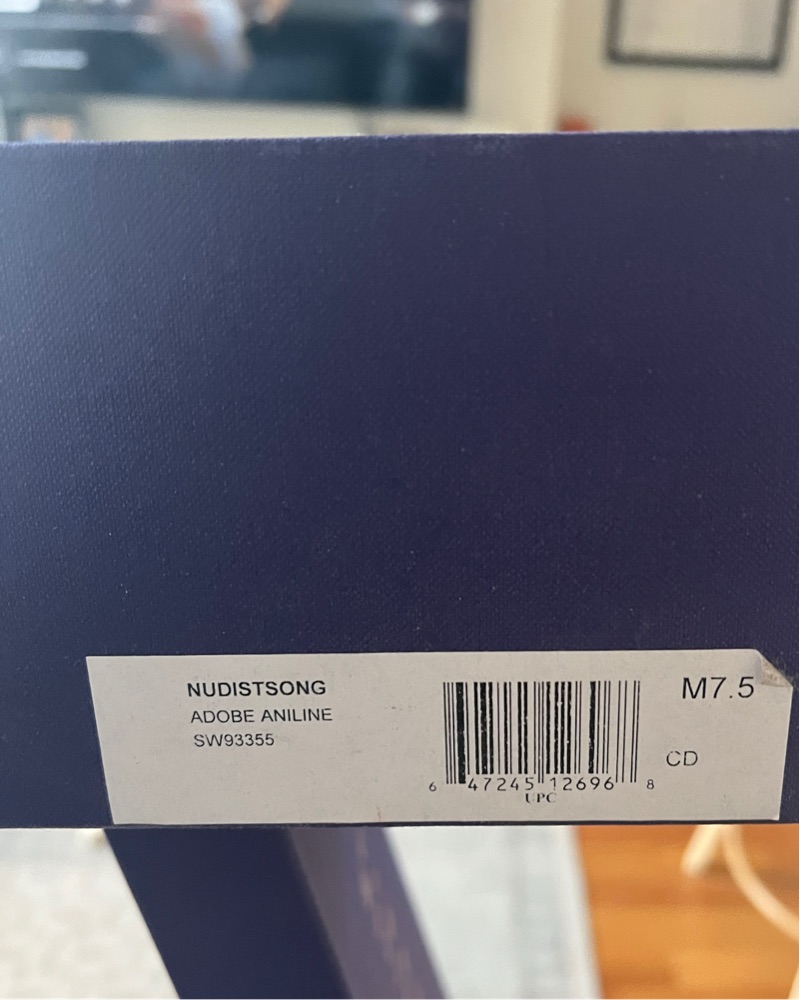 NUDISTSONG
ADOBE ANILINE
SW93355
M7.5
CD
6 47245 12696 8
UPC